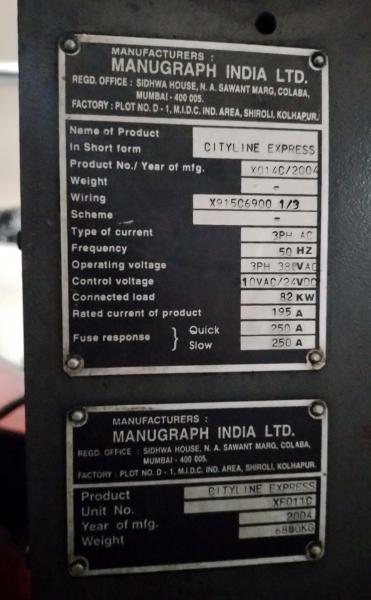 MANUFACTURERS :
MANUGRAPH INDIA LTD.
REGD. OFFICE : SIDHWA HOUSE, N. A. SAWANT MARG, COLABA,
MUMBAI - 400 005.
FACTORY : PLOT NO. D - 1, M.I.D.C. IND. AREA, SHIROLI, KOLHAPUR.
Name of Product
In Short form CITYLINE EXPRESS
Product No./ Year of mfg. X014C/2004
Weight –
Wiring X915C6900 1/3
Scheme –
Type of current 3PH AC
Frequency 50 HZ
Operating voltage 3PH 380VAC
Control voltage 10VAC/24VDC
Connected load 82 KW
Rated current of product 195 A
Fuse response } Quick 250 A
Slow 250 A
MANUFACTURERS :
MANUGRAPH INDIA LTD.
REGD. OFFICE : SIDHWA HOUSE, N. A. SAWANT MARG, COLABA,
MUMBAI - 400 005.
FACTORY : PLOT NO. D - 1, M.I.D.C. IND. AREA, SHIROLI, KOLHAPUR.
Product CITYLINE EXPRESS
Unit No. XF011C
Year of mfg. 2004
Weight 6800KG